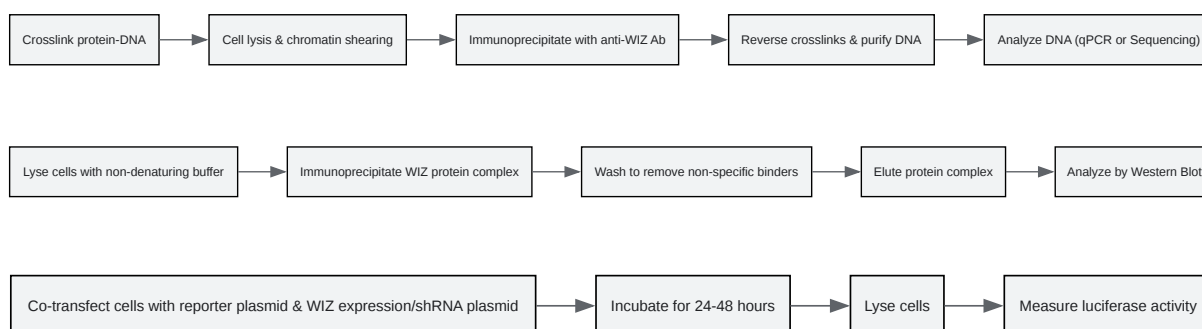 Crosslink protein-DNA
Cell lysis & chromatin shearing
Immunoprecipitate with anti-WIZ Ab
Reverse crosslinks & purify DNA
Analyze DNA (qPCR or Sequencing)
Lyse cells with non-denaturing buffer
Immunoprecipitate WIZ protein complex
Wash to remove non-specific binders
Elute protein complex
Analyze by Western Blot
Co-transfect cells with reporter plasmid & WIZ expression/shRNA plasmid
Incubate for 24-48 hours
Lyse cells
Measure luciferase activity